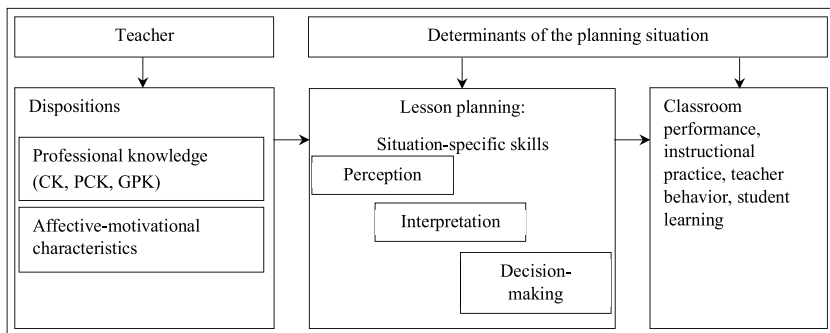 Teacher
Determinants of the planning situation
Dispositions
Professional knowledge
(CK, PCK, GPK)
Affective-motivational
characteristics
Lesson planning:
Situation-specific skills
Perception
Interpretation
Decision-
making
Classroom
performance,
instructional
practice, teacher
behavior, student
learning